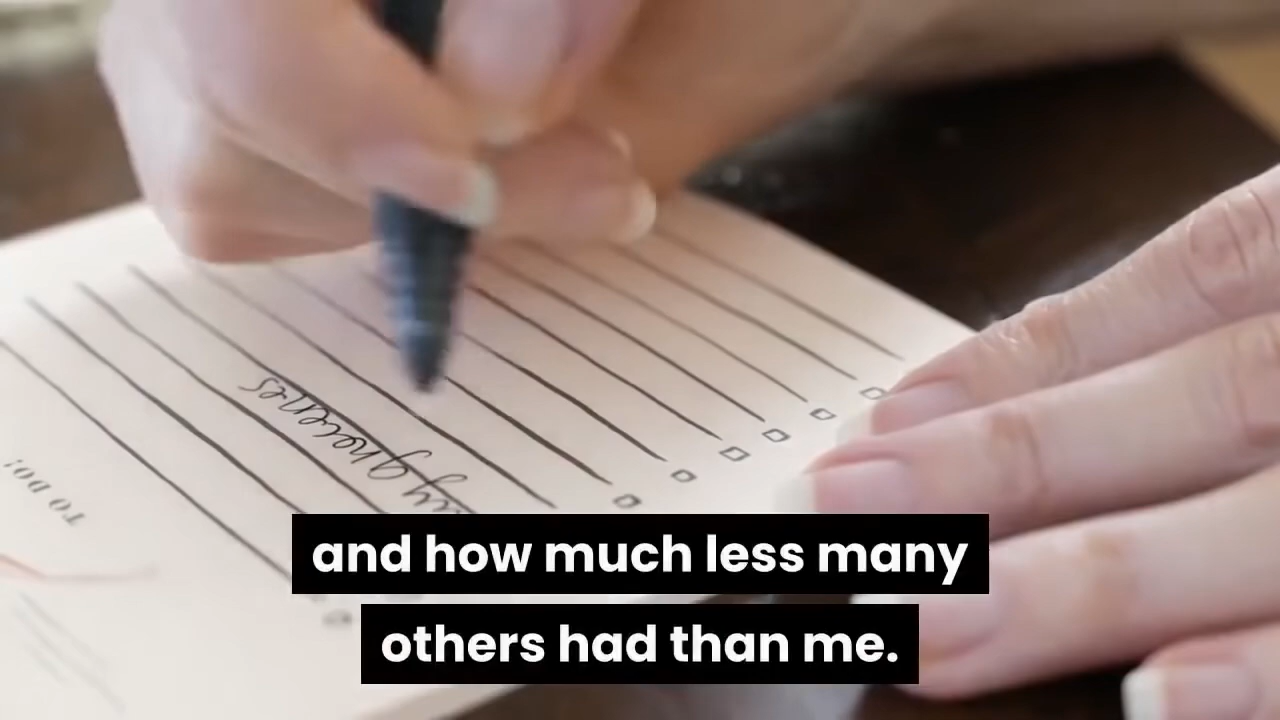 TO DO:
groceries
and how much less many
others had than me.